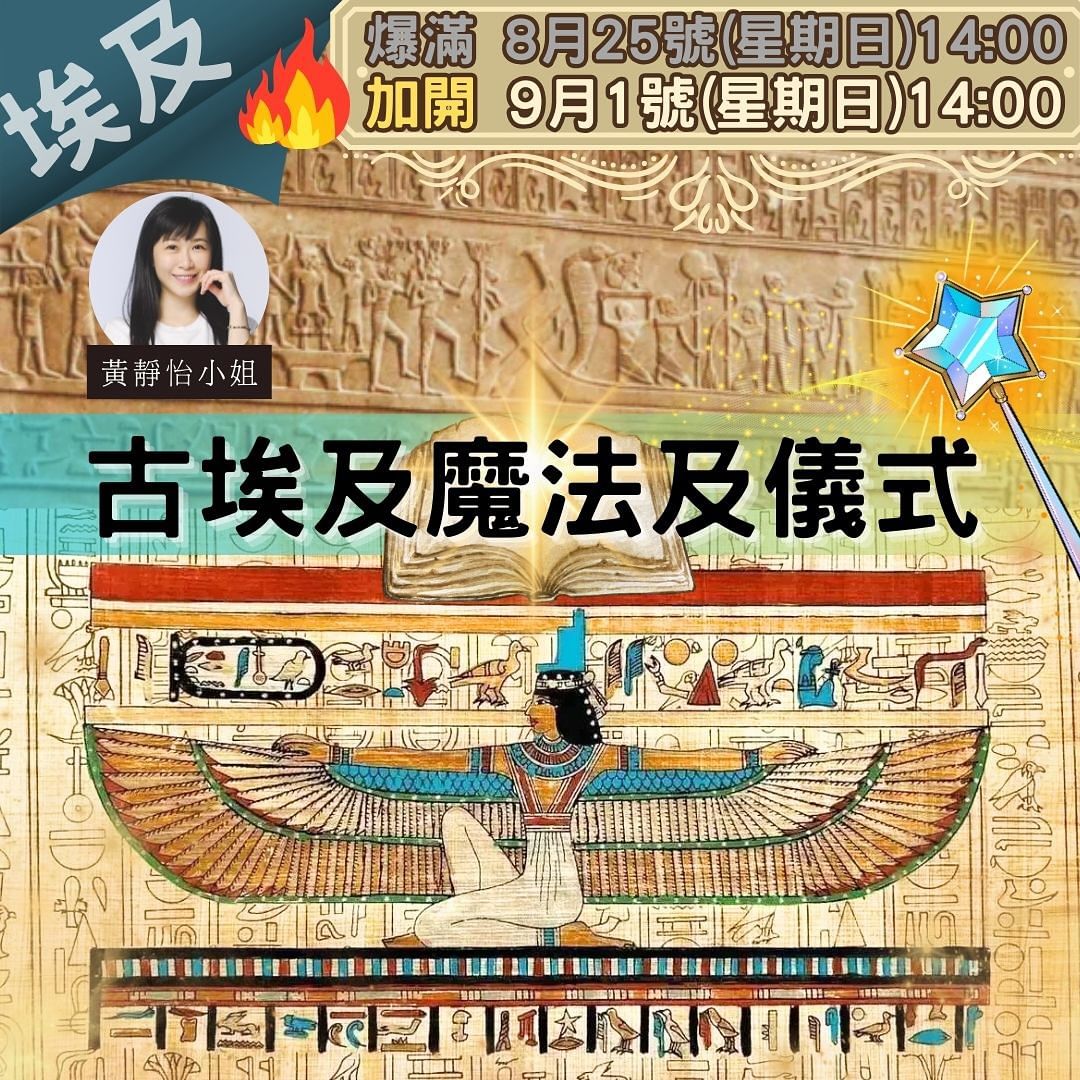 埃及
爆滿 8月25號(星期日)14:00
加開 9月1號(星期日)14:00
黃靜怡小姐
古埃及魔法及儀式